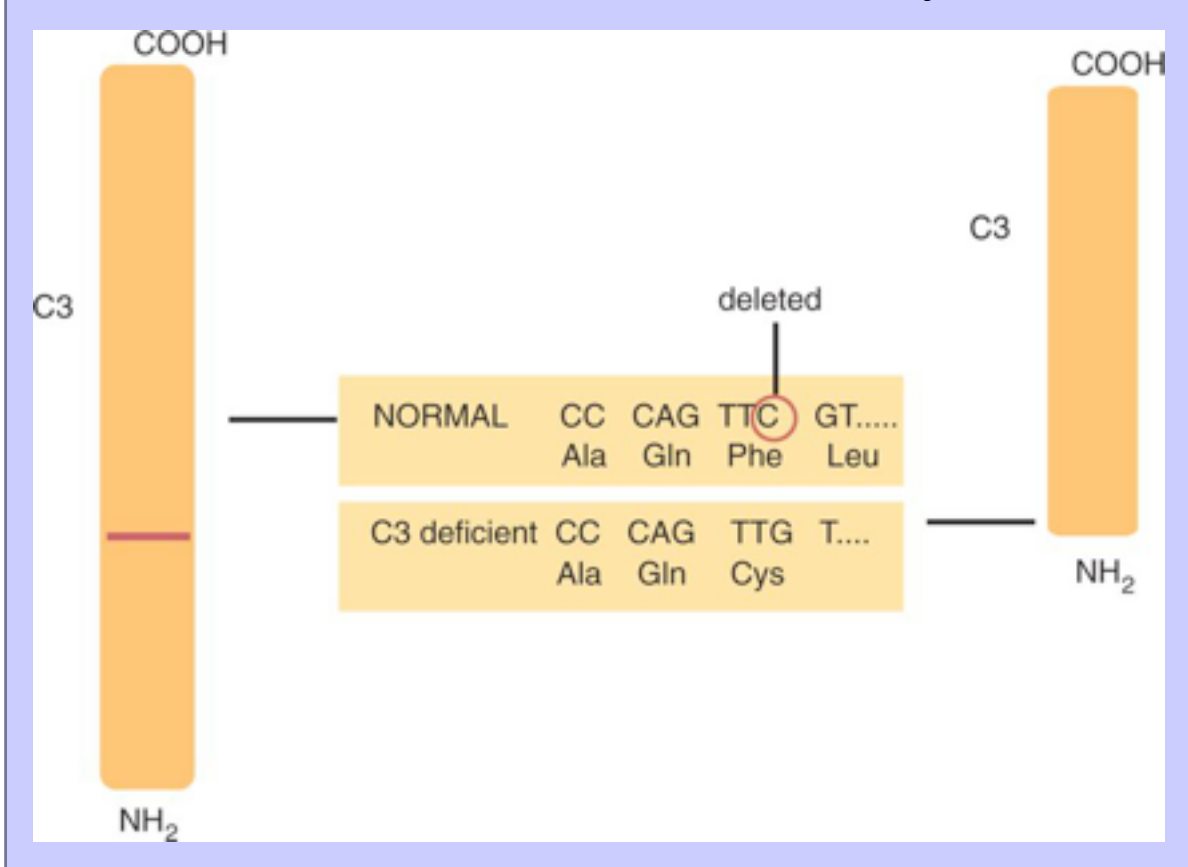 COOH
COOH
C3
C3
deleted
NORMAL CC CAG TTC GT.....
Ala Gln Phe Leu
C3 deficient CC CAG TTG T....
Ala Gln Cys
NH2
NH2